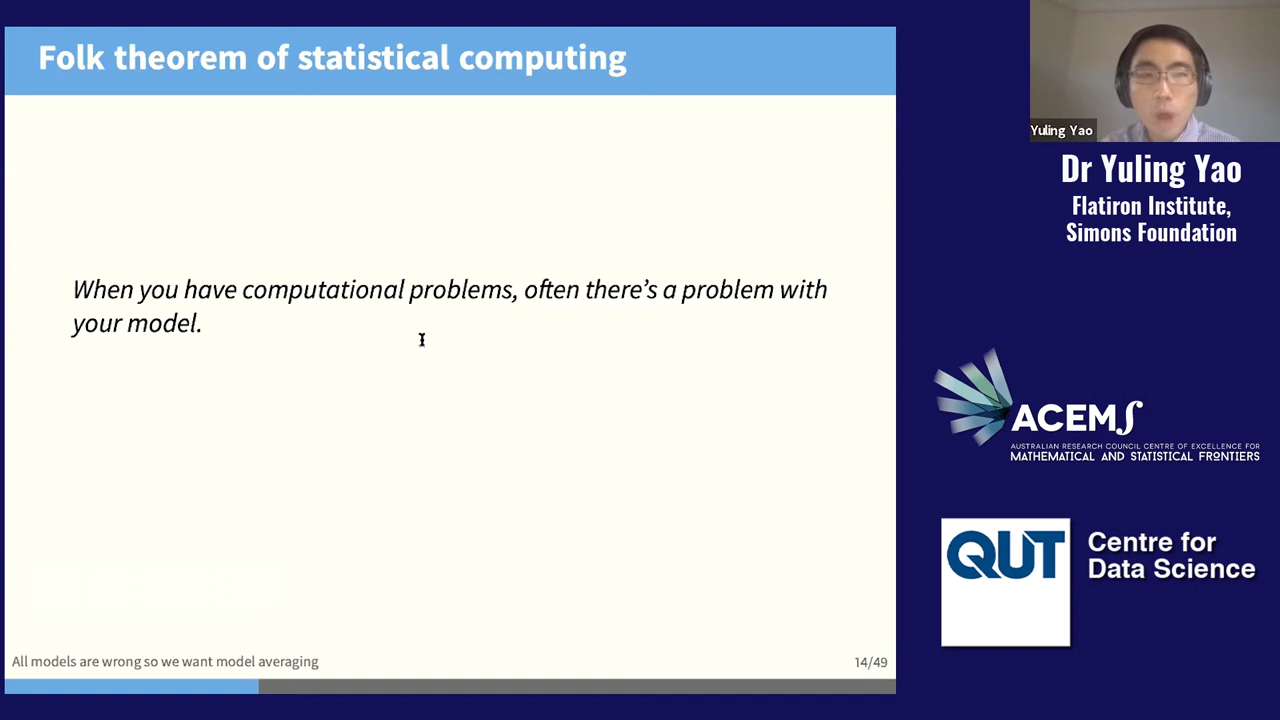 Folk theorem of statistical computing
When you have computational problems, often there's a problem with
your model.
All models are wrong so we want model averaging
14/49
Yuling Yao
Dr Yuling Yao
Flatiron Institute,
Simons Foundation
ACEMS
AUSTRALIAN RESEARCH COUNCIL CENTRE OF EXCELLENCE FOR
MATHEMATICAL AND STATISTICAL FRONTIERS
QUT
Centre for
Data Science